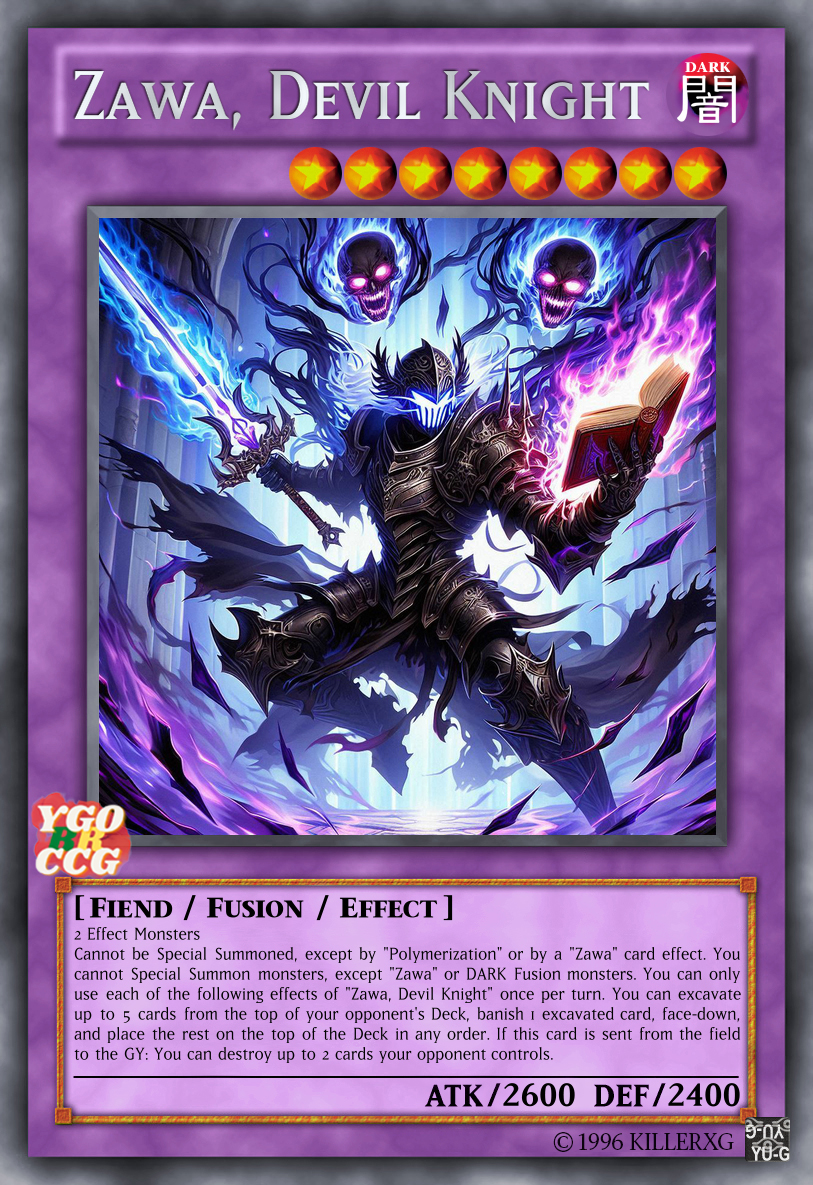 Zawa, Devil Knight
DARK
闇
YGO
RR
CCG
[ Fiend / Fusion / Effect ]
2 Effect Monsters
Cannot be Special Summoned, except by "Polymerization" or by a "Zawa" card effect. You
cannot Special Summon monsters, except "Zawa" or DARK Fusion monsters. You can only
use each of the following effects of "Zawa, Devil Knight" once per turn. You can excavate
up to 5 cards from the top of your opponent's Deck, banish 1 excavated card, face-down,
and place the rest on the top of the Deck in any order. If this card is sent from the field
to the GY: You can destroy up to 2 cards your opponent controls.
ATK/2600 DEF/2400
© 1996 KILLERXG
YU-G
YU-G